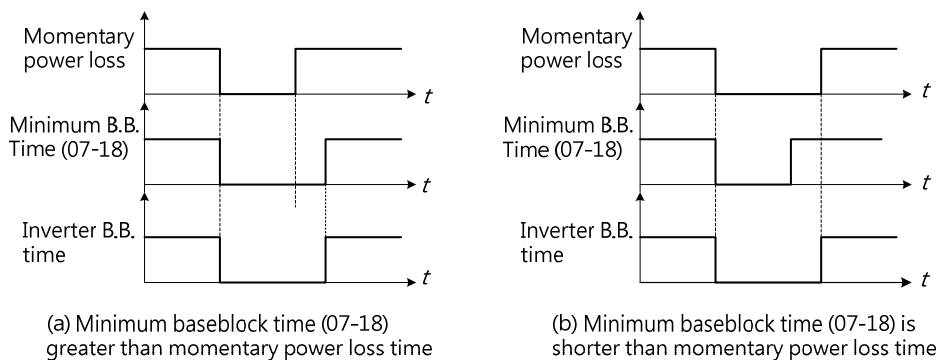 Momentary
power loss
t
Minimum B.B.
Time (07-18)
t
Inverter B.B.
time
t
(a) Minimum baseblock time (07-18)
greater than momentary power loss time
Momentary
power loss
t
Minimum B.B.
Time (07-18)
t
Inverter B.B.
time
t
(b) Minimum baseblock time (07-18) is
shorter than momentary power loss time